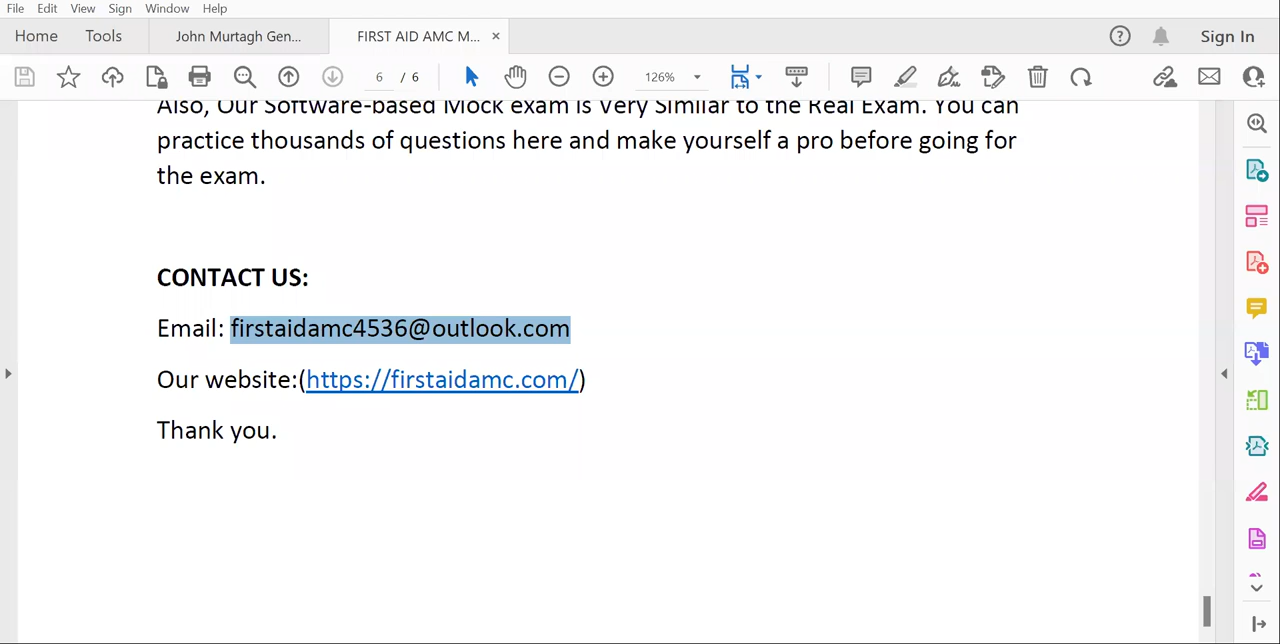 File Edit View Sign Window Help
Home Tools John Murtagh Gen... FIRST AID AMC M... × Sign In
6 / 6 126%
Also, Our Software-based Mock exam is Very Similar to the Real Exam. You can
practice thousands of questions here and make yourself a pro before going for
the exam.
CONTACT US:
Email: firstaidamc4536@outlook.com
Our website:(https://firstaidamc.com/)
Thank you.